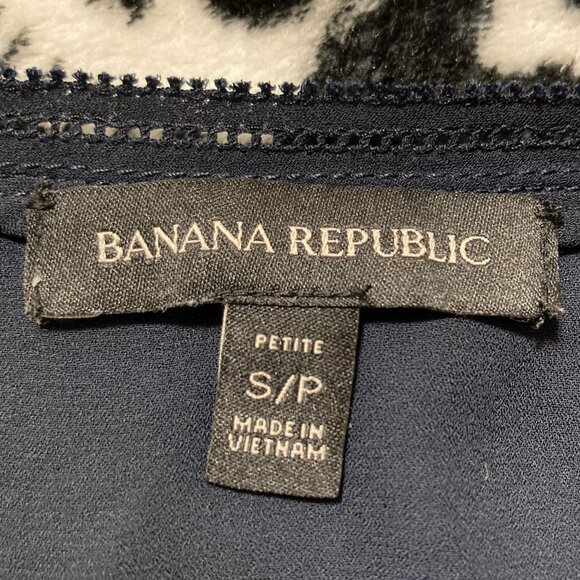 BANANA REPUBLIC
PETITE
S/P
MADE IN
VIETNAM